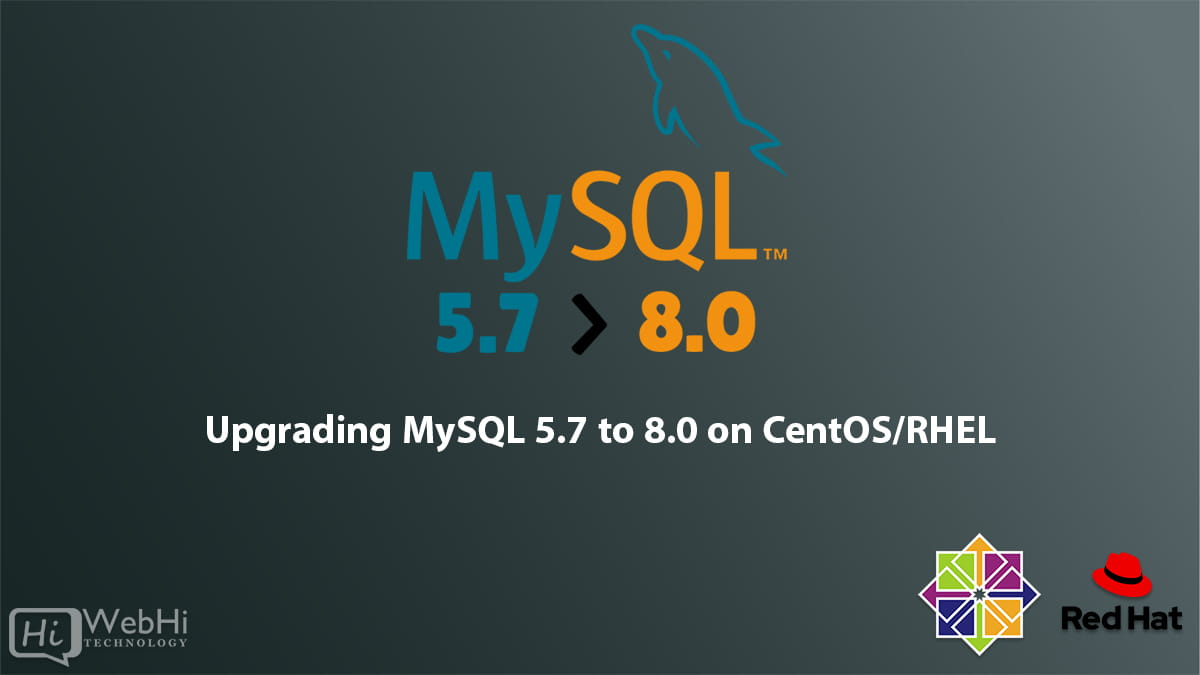 MySQL™
5.7 > 8.0
Upgrading MySQL 5.7 to 8.0 on CentOS/RHEL
Hi WebHi
TECHNOLOGY
Red Hat